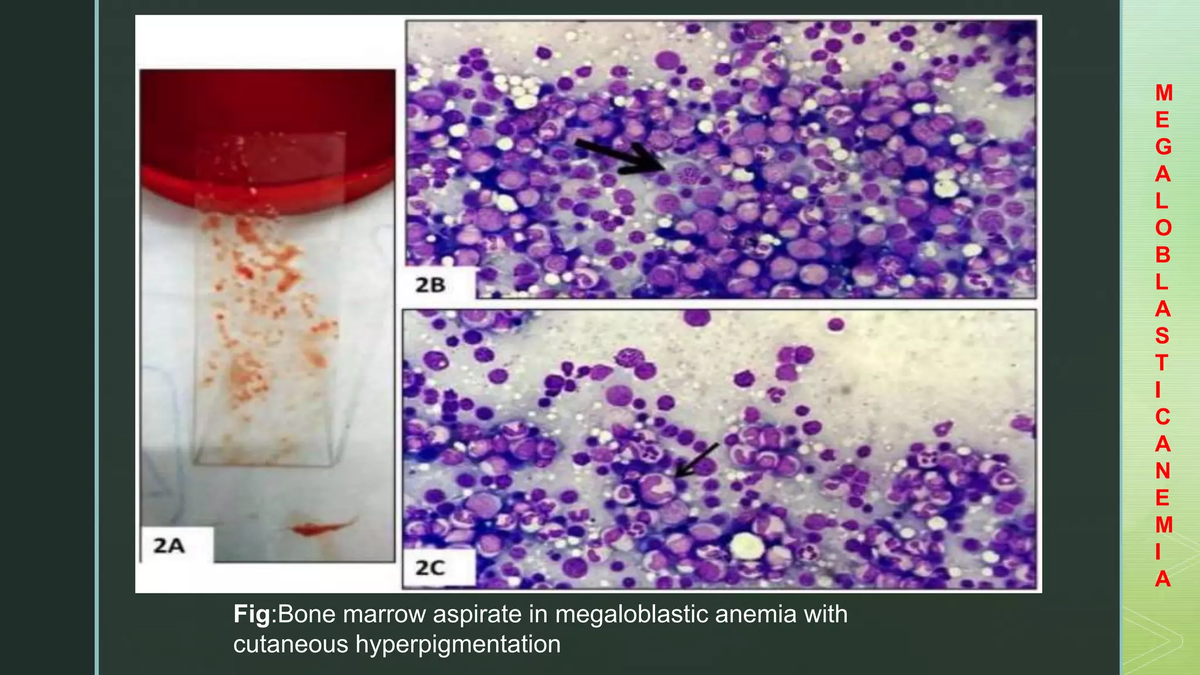 2A
2B
2C
Fig:Bone marrow aspirate in megaloblastic anemia with
cutaneous hyperpigmentation
M
E
G
A
L
O
B
L
A
S
T
I
C
A
N
E
M
I
A